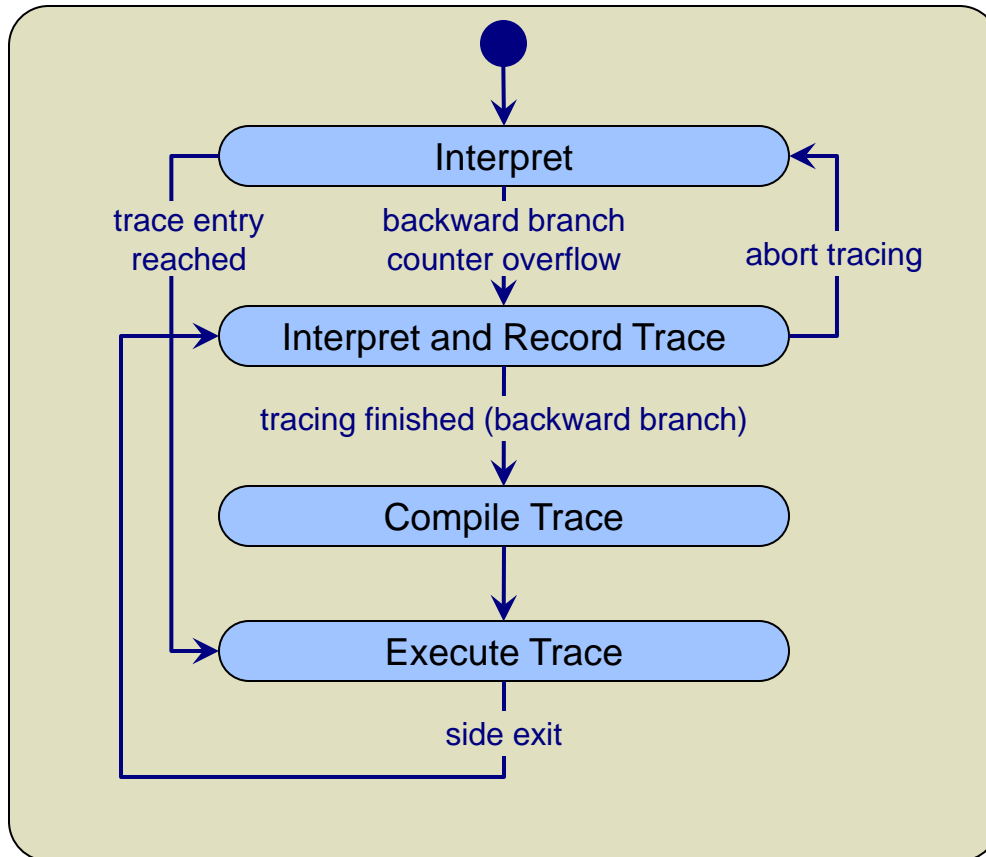 Interpret
trace entry
reached
backward branch
counter overflow
abort tracing
Interpret and Record Trace
tracing finished (backward branch)
Compile Trace
Execute Trace
side exit